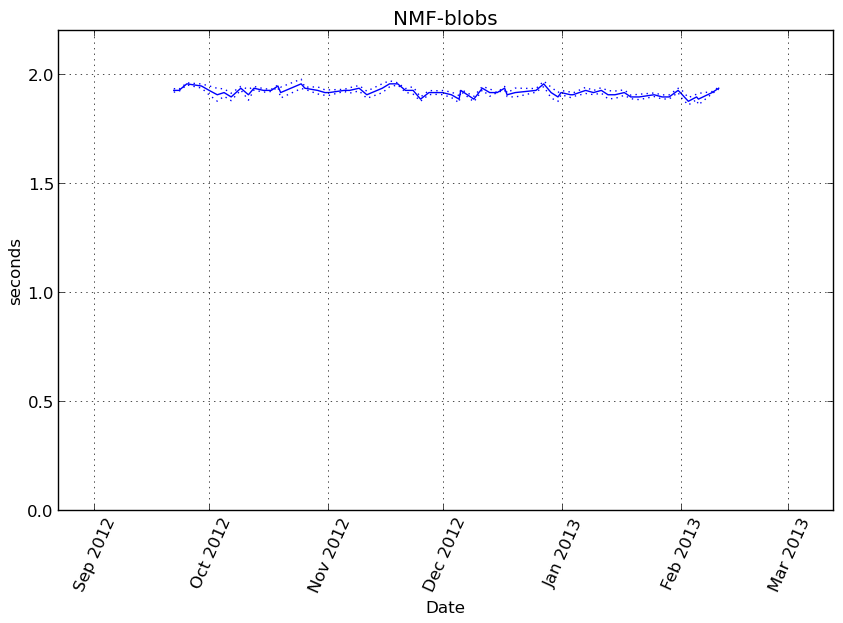 NMF-blobs
2.0
1.5
1.0
0.5
0.0
seconds
Sep 2012
Oct 2012
Nov 2012
Dec 2012
Jan 2013
Feb 2013
Mar 2013
Date